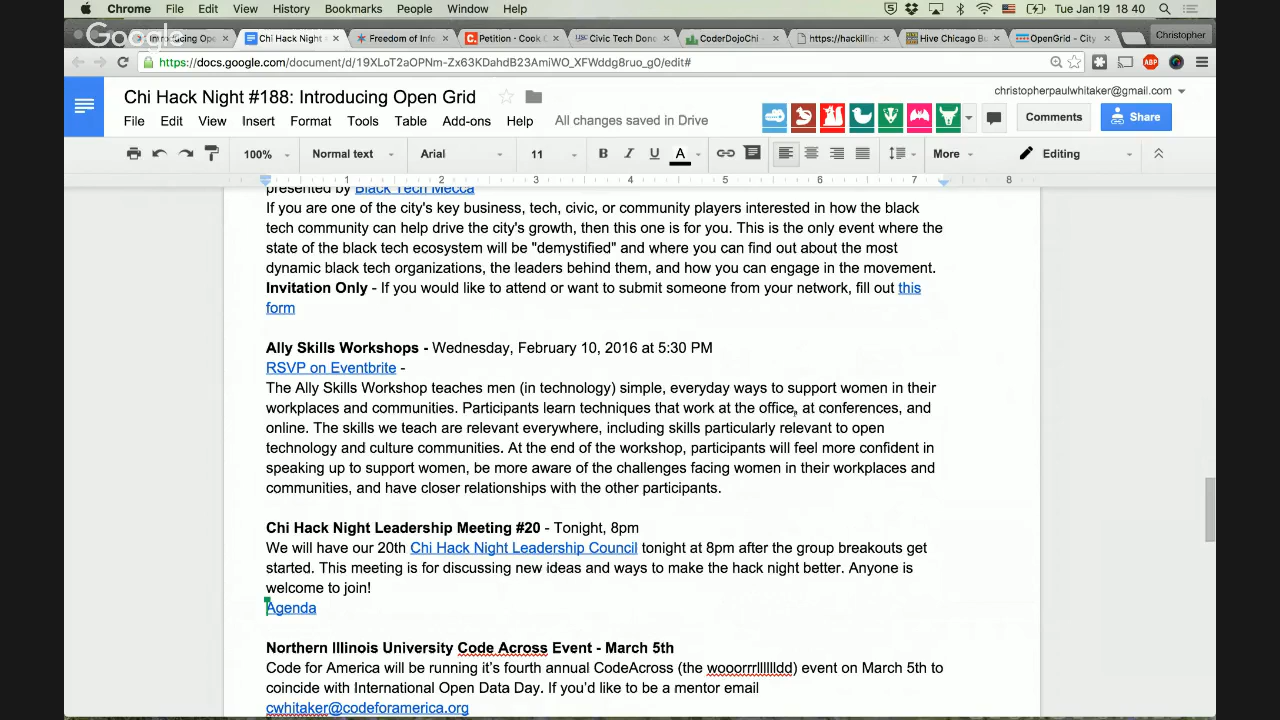 Chrome File Edit View History Bookmarks People Window Help Tue Jan 19 18:40
Google
Introducing Ope Chi Hack Night Freedom of Info Petition - Cook C Civic Tech Don CoderDojoChi https://hackillin Hive Chicago Bu OpenGrid - City Christopher
https://docs.google.com/document/d/19XLoT2aOPNm-Zx63KDahdB23AmiWO_XFWddg8ruo_g0/edit# ABP
Chi Hack Night #188: Introducing Open Grid
christopherpaulwhitaker@gmail.com
File Edit View Insert Format Tools Table Add-ons Help All changes saved in Drive Comments Share
100% Normal text Arial 11 B I U A More Editing
1 2 3 4 5 6 7 8
presented by Black Tech Mecca
If you are one of the city's key business, tech, civic, or community players interested in how the black
tech community can help drive the city's growth, then this one is for you. This is the only event where the
state of the black tech ecosystem will be "demystified" and where you can find out about the most
dynamic black tech organizations, the leaders behind them, and how you can engage in the movement.
Invitation Only - If you would like to attend or want to submit someone from your network, fill out this
form
Ally Skills Workshops - Wednesday, February 10, 2016 at 5:30 PM
RSVP on Eventbrite -
The Ally Skills Workshop teaches men (in technology) simple, everyday ways to support women in their
workplaces and communities. Participants learn techniques that work at the office, at conferences, and
online. The skills we teach are relevant everywhere, including skills particularly relevant to open
technology and culture communities. At the end of the workshop, participants will feel more confident in
speaking up to support women, be more aware of the challenges facing women in their workplaces and
communities, and have closer relationships with the other participants.
Chi Hack Night Leadership Meeting #20 - Tonight, 8pm
We will have our 20th Chi Hack Night Leadership Council tonight at 8pm after the group breakouts get
started. This meeting is for discussing new ideas and ways to make the hack night better. Anyone is
welcome to join!
Agenda
Northern Illinois University Code Across Event - March 5th
Code for America will be running it's fourth annual CodeAcross (the wooorrrlllllldd) event on March 5th to
coincide with International Open Data Day. If you'd like to be a mentor email
cwhitaker@codeforamerica.org